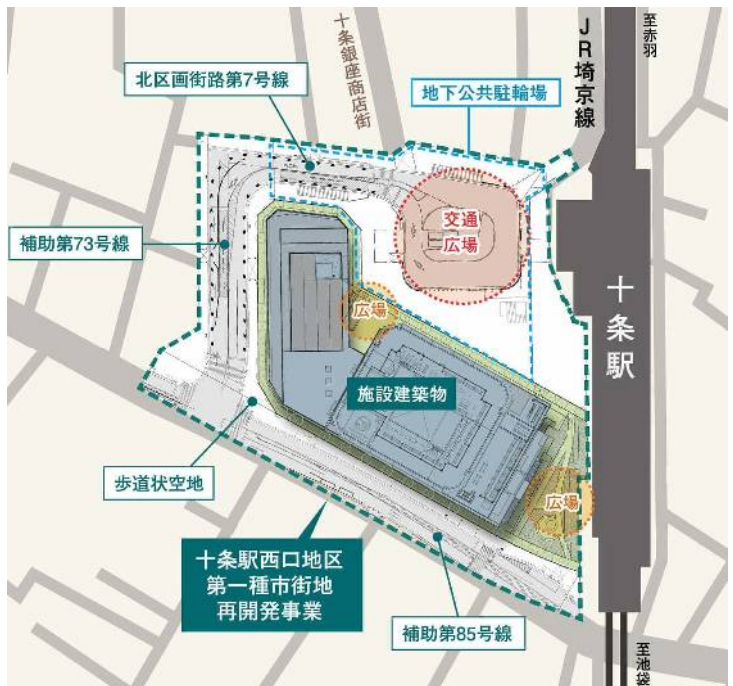 至赤羽
JR埼京線
十条銀座商店街
北区画街路第7号線
地下公共駐輪場
交通
広場
補助第73号線
十条駅
広場
施設建築物
歩道状空地
広場
十条駅西口地区
第一種市街地
再開発事業
補助第85号線
至池袋